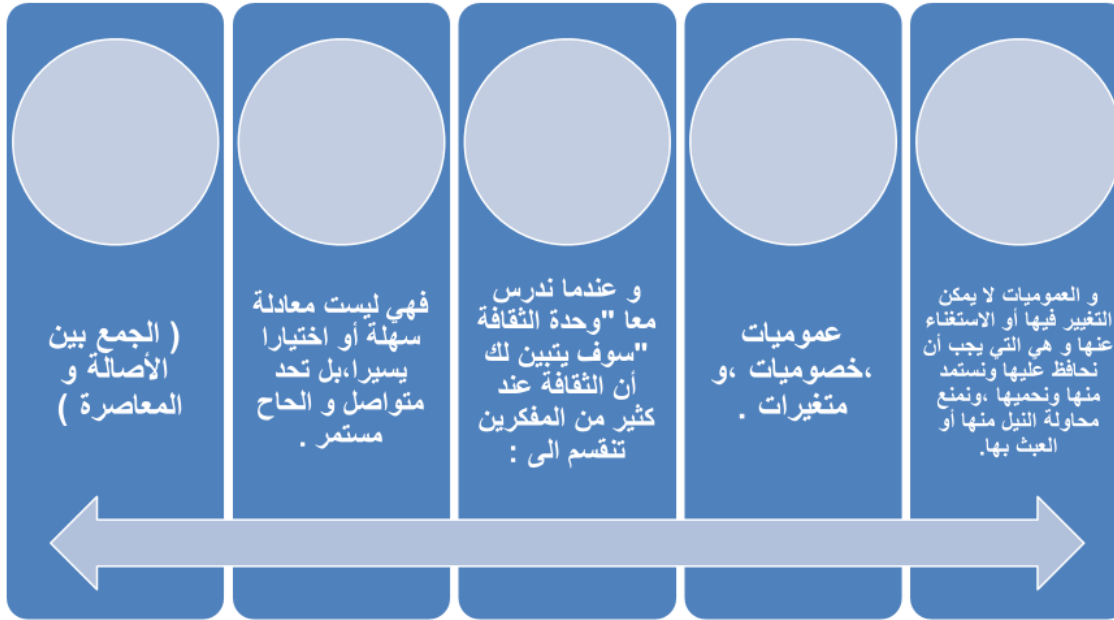 ( الجمع بين
الأصالة و
المعاصرة )
فهي ليست معادلة
سهلة أو اختيارا
يسيرا،بل تحد
متواصل و الحاح
مستمر .
و عندما ندرس
معا "وحدة الثقافة
"سوف يتبين لك
أن الثقافة عند
كثير من المفكرين
تنقسم الى :
عموميات
،خصوميات ،و
متغيرات .
و العموميات لا يمكن
التغيير فيها أو الاستغناء
عنها و هي التي يجب أن
نحافظ عليها ونستمد
منها ونحميها ،ونمنع
محاولة النيل منها أو
العبث بها.